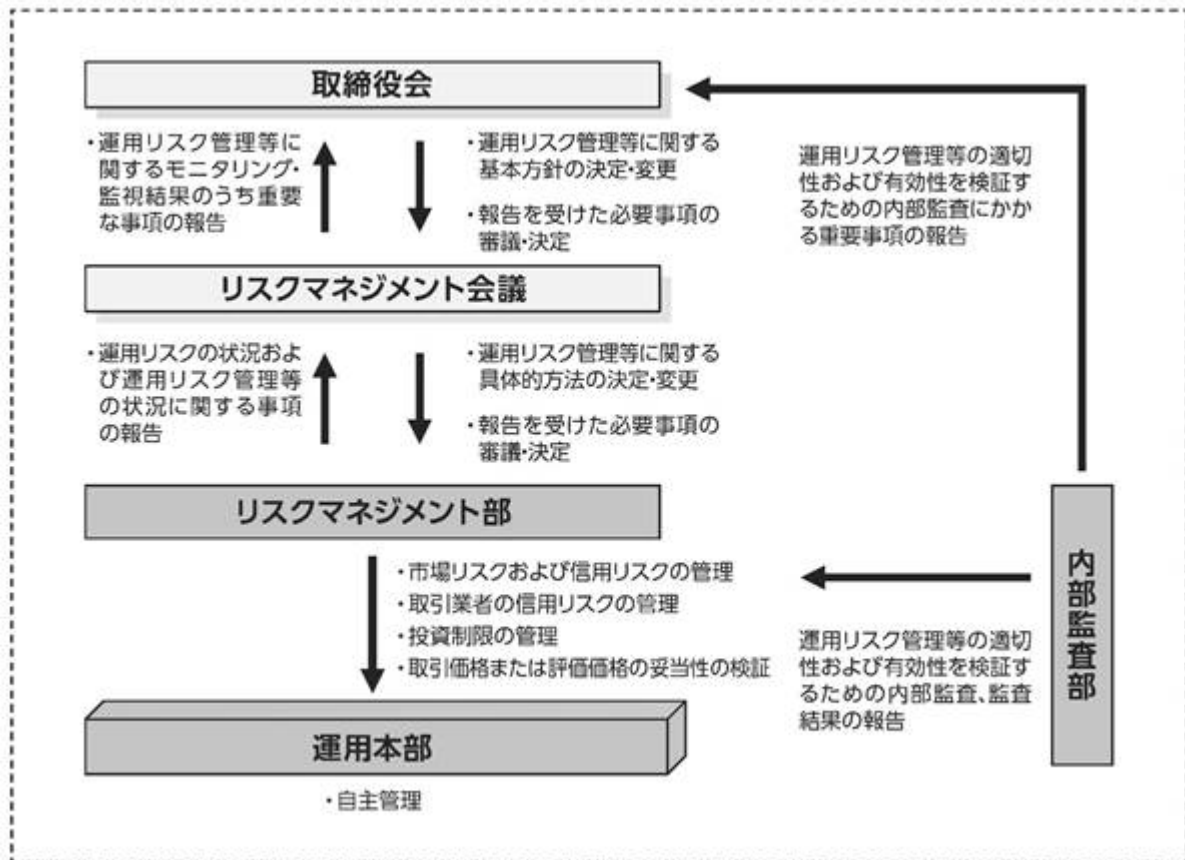 取締役会
・運用リスク管理等に
関するモニタリング・
監視結果のうち重要
な事項の報告
・運用リスク管理等に関する
基本方針の決定・変更
・報告を受けた必要事項の
審議・決定
運用リスク管理等の適切
性および有効性を検証す
るための内部監査にかか
る重要事項の報告
リスクマネジメント会議
・運用リスクの状況およ
び運用リスク管理等
の状況に関する事項
の報告
・運用リスク管理等に関する
具体的方法の決定・変更
・報告を受けた必要事項の
審議・決定
リスクマネジメント部
・市場リスクおよび信用リスクの管理
・取引業者の信用リスクの管理
・投資制限の管理
・取引価格または評価価格の妥当性の検証
内部監査部
運用リスク管理等の適切
性および有効性を検証す
るための内部監査、監査
結果の報告
運用本部
・自主管理